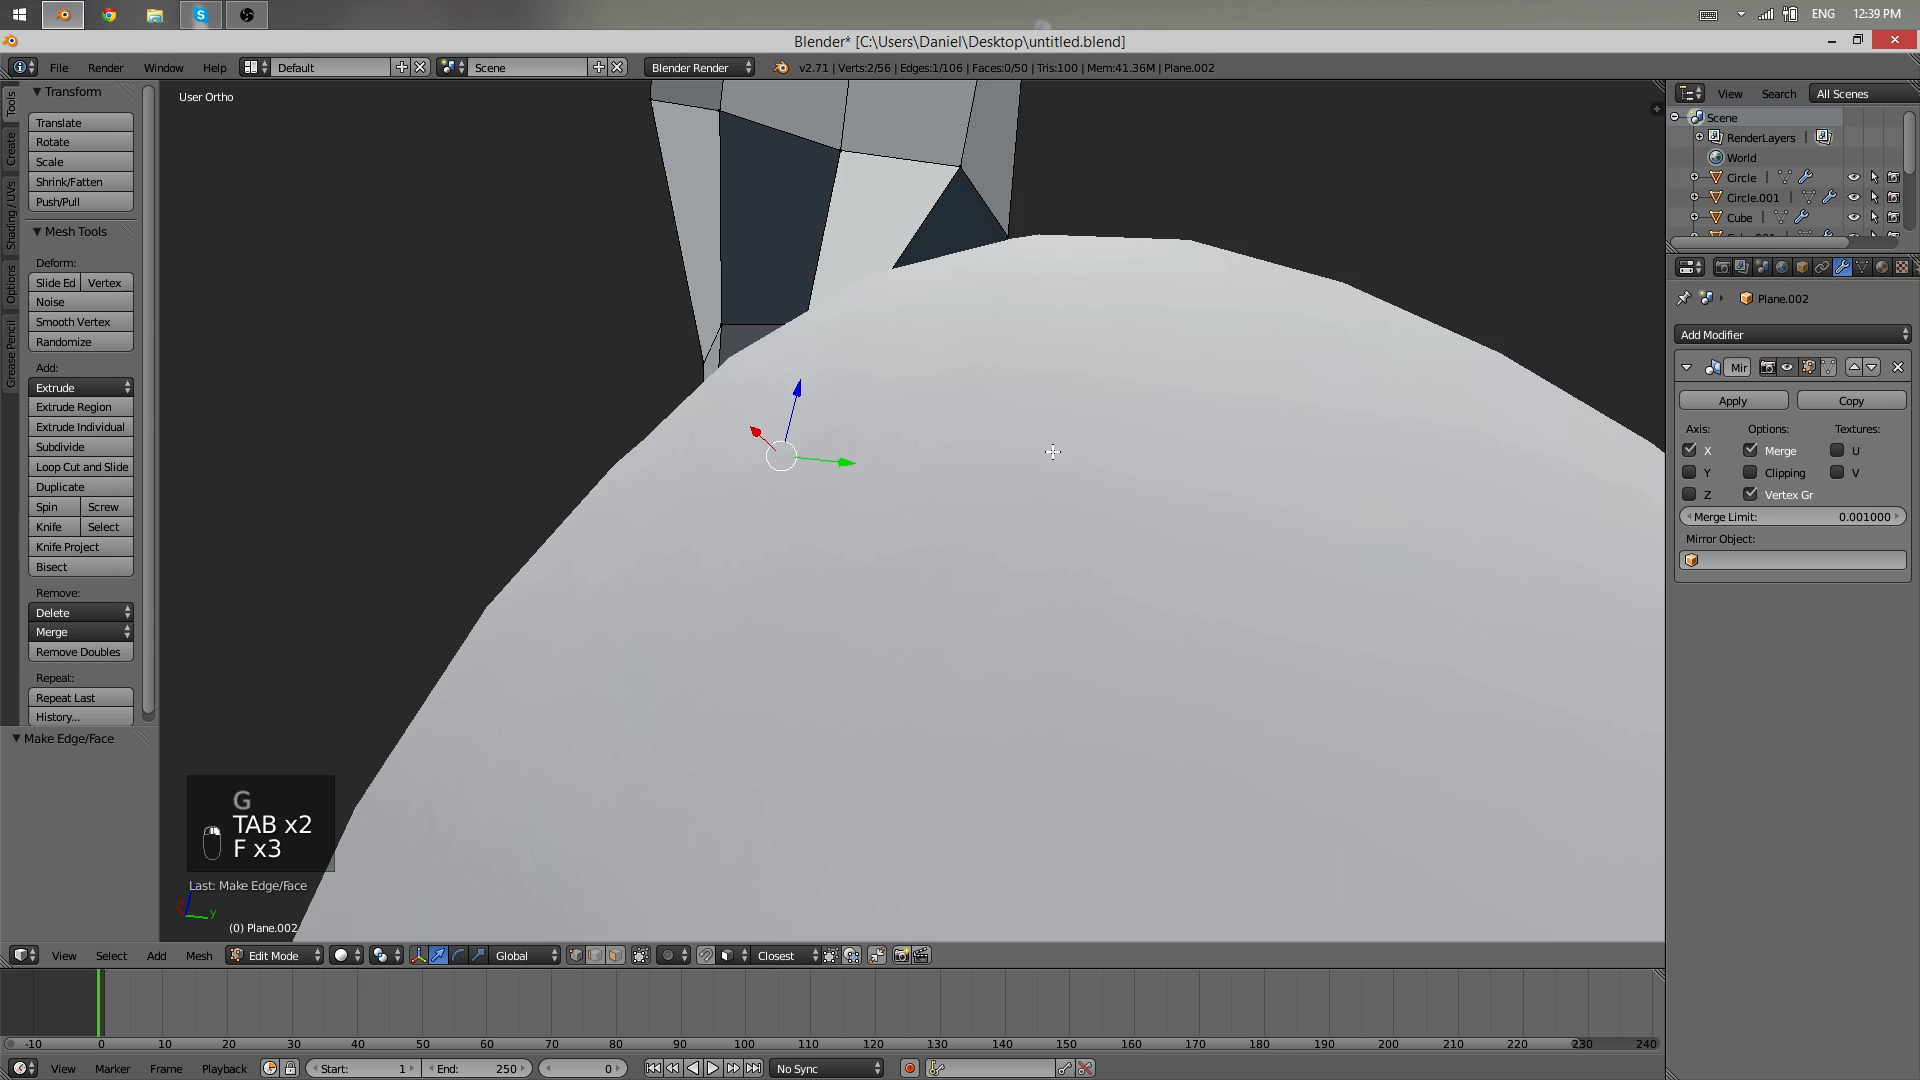 ENG 12:39 PM
Blender* [C:\Users\Daniel\Desktop\untitled.blend]
File Render Window Help Default Scene Blender Render v2.71 | Verts:2/56 | Edges:1/106 | Faces:0/50 | Tris:100 | Mem:41.36M | Plane.002
Tools
Create
Shading / UVs
Options
Grease Pencil
Transform
Translate
Rotate
Scale
Shrink/Fatten
Push/Pull
Mesh Tools
Deform:
Slide Ed Vertex
Noise
Smooth Vertex
Randomize
Add:
Extrude
Extrude Region
Extrude Individual
Subdivide
Loop Cut and Slide
Duplicate
Spin Screw
Knife Select
Knife Project
Bisect
Remove:
Delete
Merge
Remove Doubles
Repeat:
Repeat Last
History...
Make Edge/Face
User Ortho
G
TAB x2
F x3
Last: Make Edge/Face
y
(0) Plane.002
View Search All Scenes
Scene
RenderLayers |
World
Circle |
Circle.001 |
Cube |
Plane.002
Add Modifier
Mir
Apply Copy
Axis: Options: Textures:
X Merge U
Y Clipping V
Z Vertex Gr
Merge Limit: 0.001000
Mirror Object:
View Select Add Mesh Edit Mode Global Closest
-10 0 10 20 30 40 50 60 70 80 90 100 110 120 130 140 150 160 170 180 190 200 210 220 230 240
View Marker Frame Playback Start: 1 End: 250 0 No Sync